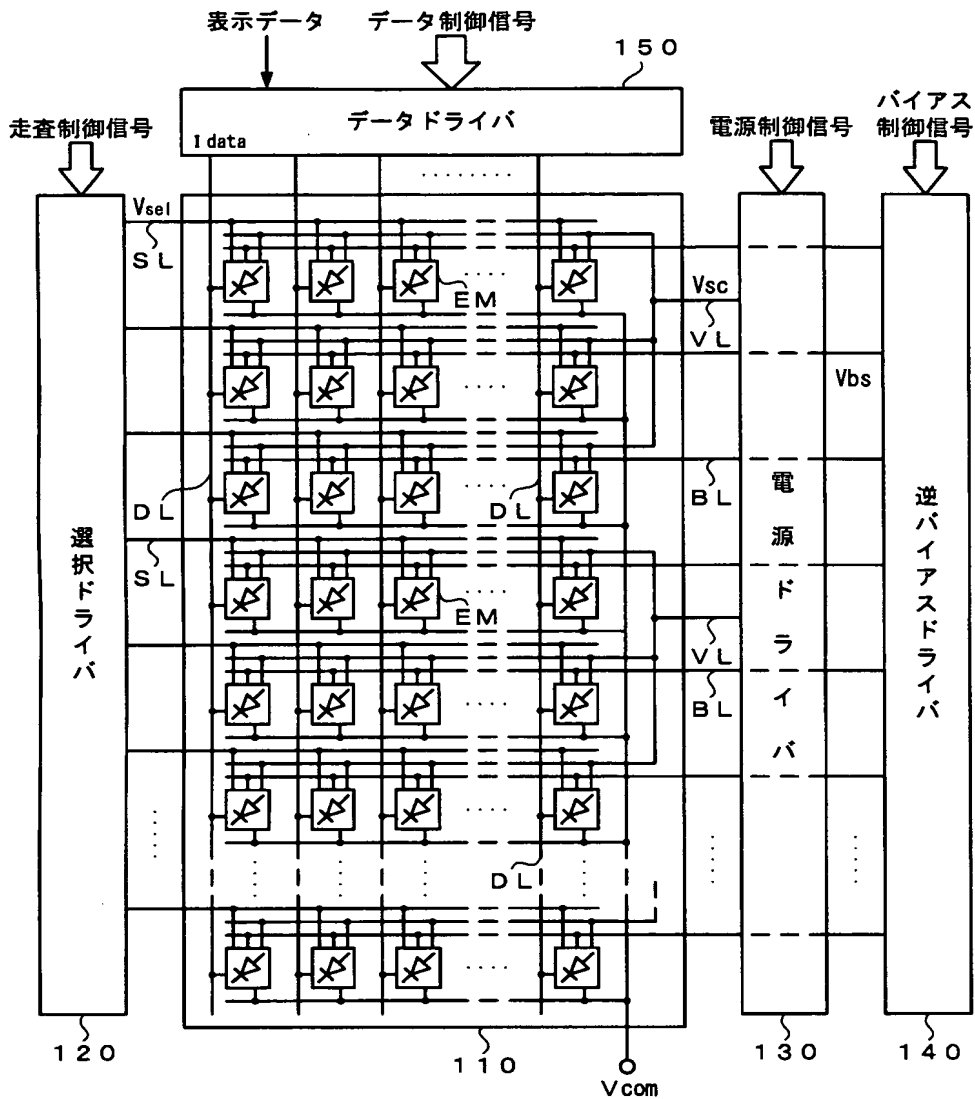 表示データ
データ制御信号
150
走査制御信号
データドライバ
Idata
電源制御信号
バイアス
制御信号
Vsel
SL
EM
Vsc
VL
Vbs
DL
DL
BL
SL
EM
VL
BL
選択ドライバ
電源ドライバ
逆バイアスドライバ
DL
120
110
130
140
Vcom